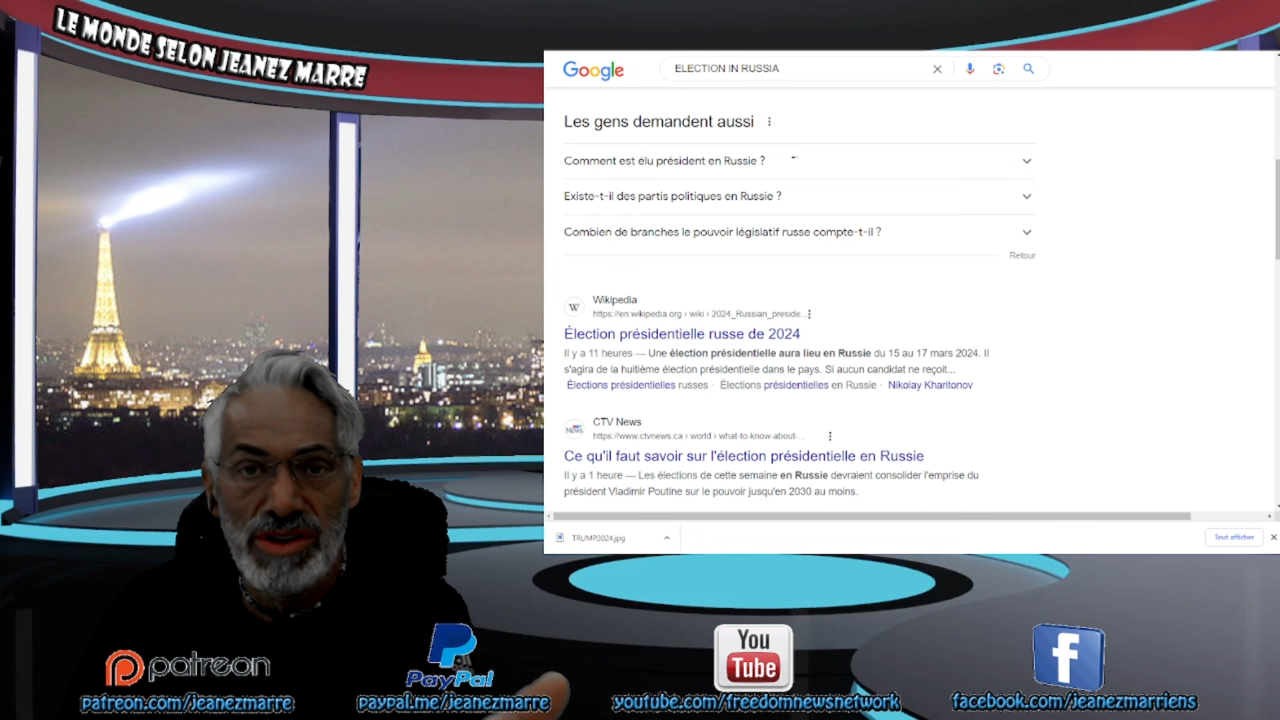 LE MONDE SELON JEANEZ MARRE
Google
ELECTION IN RUSSIA
Les gens demandent aussi
Comment est élu président en Russie ?
Existe-t-il des partis politiques en Russie ?
Combien de branches le pouvoir législatif russe compte-t-il ?
Retour
W
Wikipedia
https://en.wikipedia.org › wiki › 2024_Russian_preside...
Élection présidentielle russe de 2024
Il y a 11 heures — Une élection présidentielle aura lieu en Russie du 15 au 17 mars 2024. Il
s'agira de la huitième élection présidentielle dans le pays. Si aucun candidat ne reçoit...
Élections présidentielles russes · Élections présidentielles en Russie · Nikolay Kharitonov
NEWS
CTV News
https://www.ctvnews.ca › world › what-to-know-about-...
Ce qu'il faut savoir sur l'élection présidentielle en Russie
Il y a 1 heure — Les élections de cette semaine en Russie devraient consolider l'emprise du
président Vladimir Poutine sur le pouvoir jusqu'en 2030 au moins.
TRUMP2024.jpg
Tout afficher
patreon
patreon.com/jeanezmarre
PayPal
paypal.me/jeanezmarre
You
Tube
youtube.com/freedomnewsnetwork
f
facebook.com/jeanezmarriens